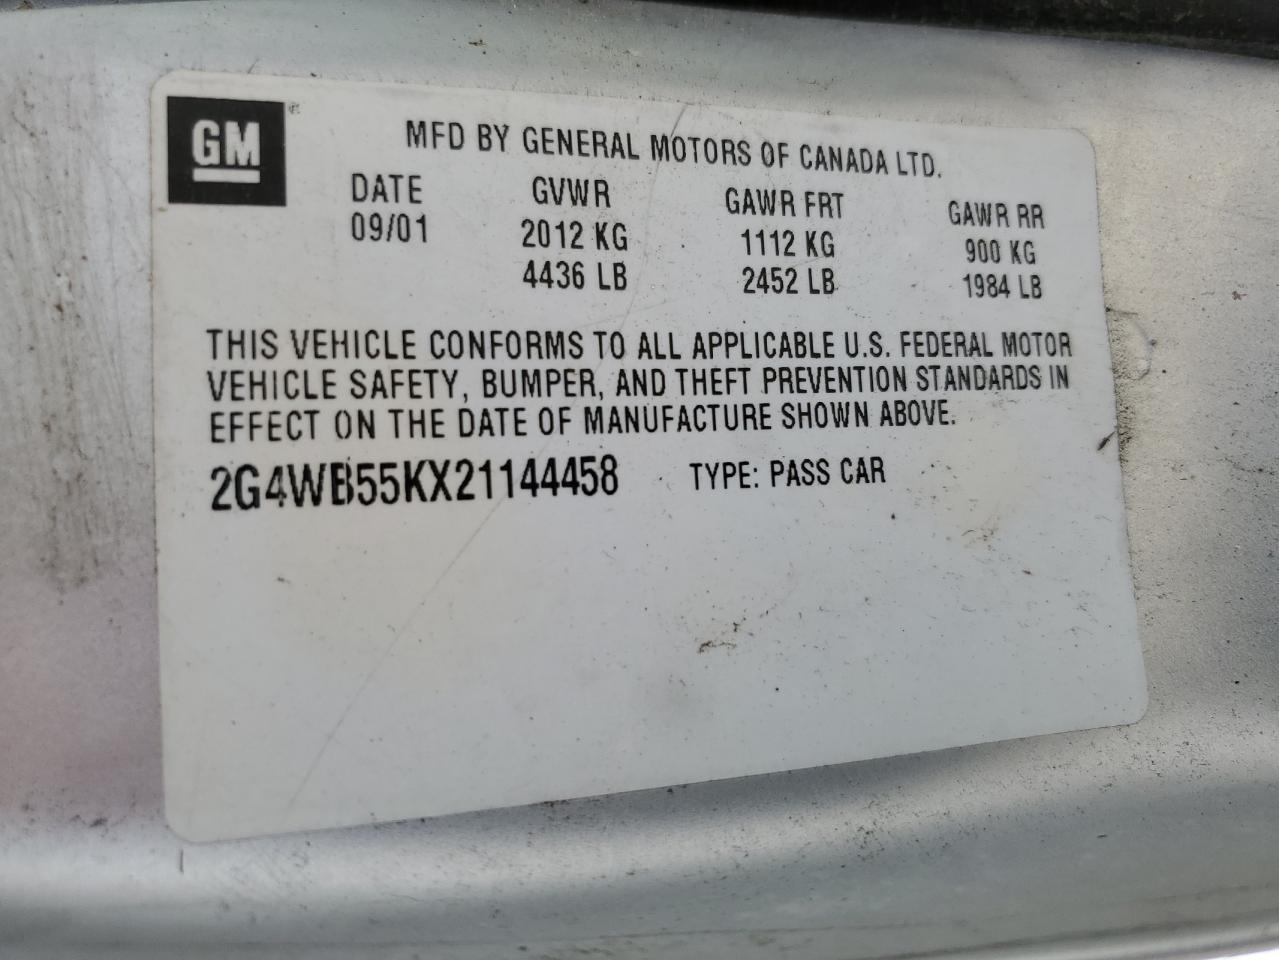 GM
MFD BY GENERAL MOTORS OF CANADA LTD.
DATE GVWR GAWR FRT GAWR RR
09/01 2012 KG 1112 KG 900 KG
4436 LB 2452 LB 1984 LB
THIS VEHICLE CONFORMS TO ALL APPLICABLE U.S. FEDERAL MOTOR
VEHICLE SAFETY, BUMPER, AND THEFT PREVENTION STANDARDS IN
EFFECT ON THE DATE OF MANUFACTURE SHOWN ABOVE.
2G4WB55KX21144458 TYPE: PASS CAR